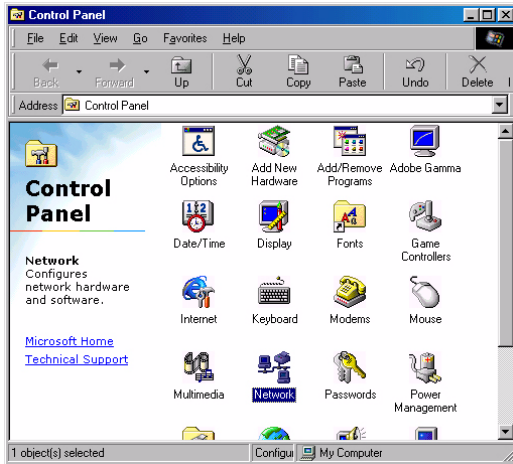 Control Panel
File Edit View Go Favorites Help
Back Forward Up Cut Copy Paste Undo Delete
Address Control Panel
Control
Panel
Network
Configures
network hardware
and software.
Microsoft Home
Technical Support
Accessibility
Options
Add New
Hardware
Add/Remove
Programs
Adobe Gamma
Date/Time
Display
Fonts
Game
Controllers
Internet
Keyboard
Modems
Mouse
Multimedia
Network
Passwords
Power
Management
1 object(s) selected
Configui
My Computer